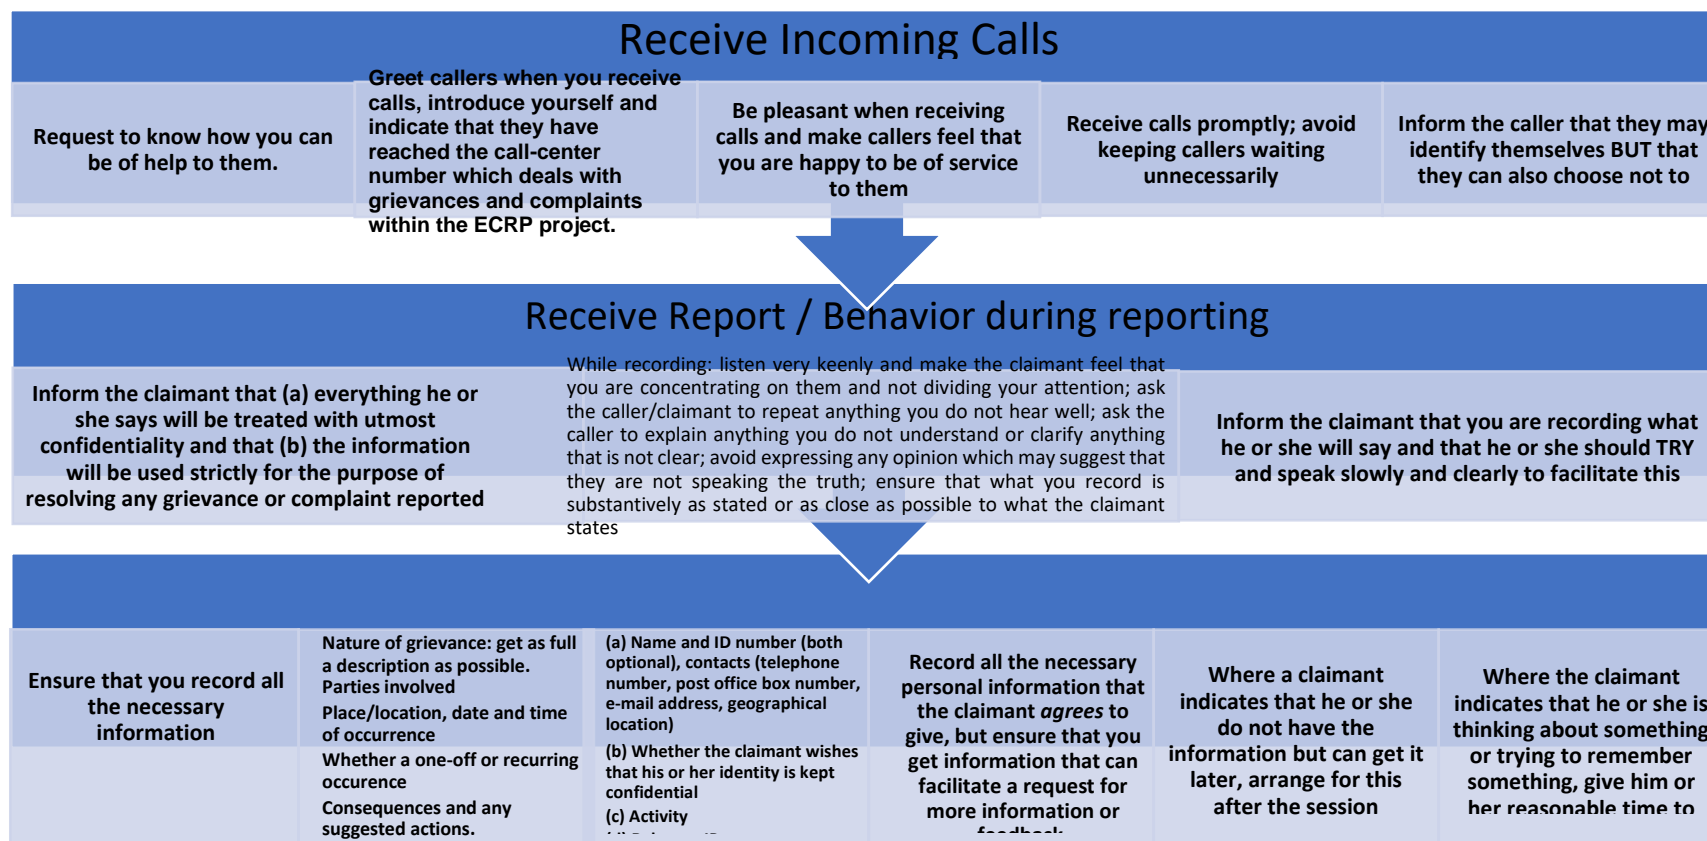 Receive Incoming Calls
Request to know how you can
be of help to them.
Greet callers when you receive
calls, introduce yourself and
indicate that they have
reached the call-center
number which deals with
grievances and complaints
within the ECRP project.
Be pleasant when receiving
calls and make callers feel that
you are happy to be of service
to them
Receive calls promptly; avoid
keeping callers waiting
unnecessarily
Inform the caller that they may
identify themselves BUT that
they can also choose not to
Receive Report / Behavior during reporting
Inform the claimant that (a) everything he or
she says will be treated with utmost
confidentiality and that (b) the information
will be used strictly for the purpose of
resolving any grievance or complaint reported
While recording: listen very keenly and make the claimant feel that
you are concentrating on them and not dividing your attention; ask
the caller/claimant to repeat anything you do not hear well; ask the
caller to explain anything you do not understand or clarify anything
that is not clear; avoid expressing any opinion which may suggest that
they are not speaking the truth; ensure that what you record is
substantively as stated or as close as possible to what the claimant
states
Inform the claimant that you are recording what
he or she will say and that he or she should TRY
and speak slowly and clearly to facilitate this
Ensure that you record all
the necessary
information
Nature of grievance: get as full
a description as possible.
Parties involved
Place/location, date and time
of occurrence
Whether a one-off or recurring
occurence
Consequences and any
suggested actions.
(a) Name and ID number (both
optional), contacts (telephone
number, post office box number,
e-mail address, geographical
location)
(b) Whether the claimant wishes
that his or her identity is kept
confidential
(c) Activity
Record all the necessary
personal information that
the claimant agrees to
give, but ensure that you
get information that can
facilitate a request for
more information or
feedback
Where a claimant
indicates that he or she
do not have the
information but can get it
later, arrange for this
after the session
Where the claimant
indicates that he or she is
thinking about something
or trying to remember
something, give him or
her reasonable time to